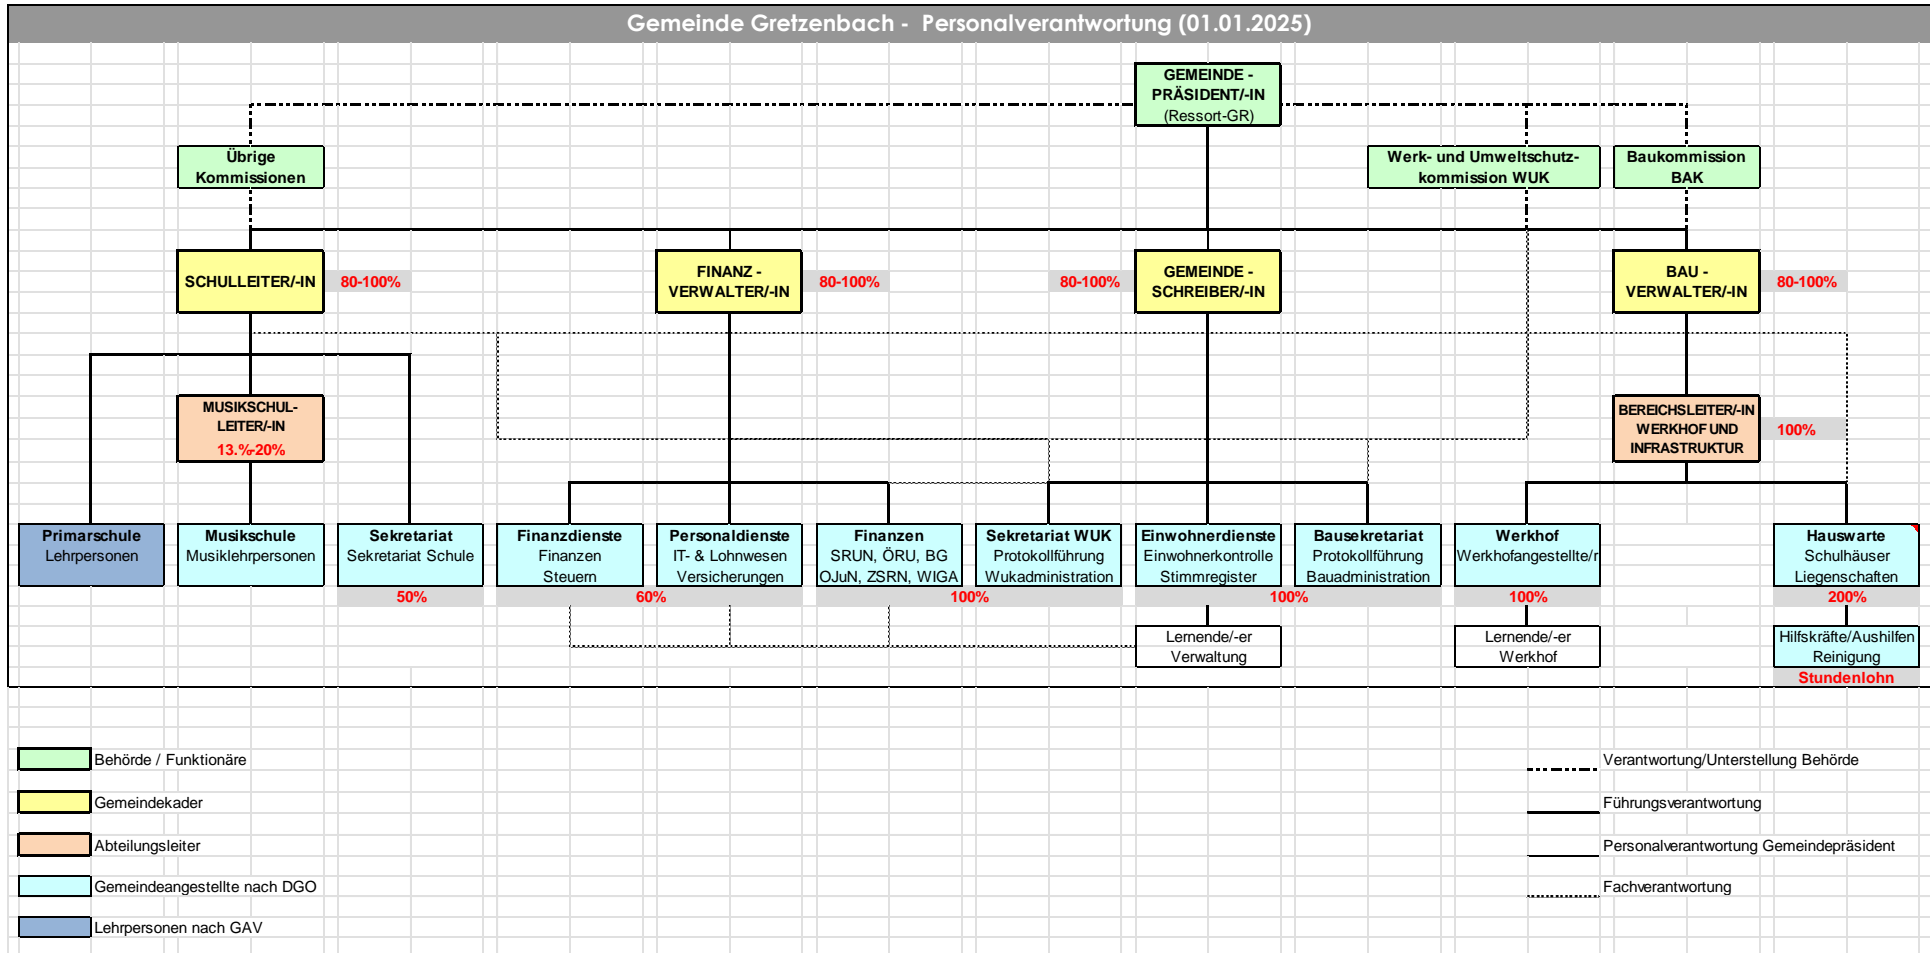 Gemeinde Gretzenbach -  Personalverantwortung (01.01.2025)
GEMEINDE -
PRÄSIDENT/-IN
(Ressort-GR)
Übrige
Kommissionen
Werk- und Umweltschutz-
kommission WUK
Baukommission
BAK
SCHULLEITER/-IN
80-100%
FINANZ -
VERWALTER/-IN
80-100%
80-100%
GEMEINDE -
SCHREIBER/-IN
BAU -
VERWALTER/-IN
80-100%
MUSIKSCHUL-
LEITER/-IN
13.%-20%
BEREICHSLEITER/-IN
WERKHOF UND
INFRASTRUKTUR
100%
Primarschule
Lehrpersonen
Musikschule
Musiklehrpersonen
Sekretariat
Sekretariat Schule
50%
Finanzdienste
Finanzen
Steuern
Personaldienste
IT- & Lohnwesen
Versicherungen
60%
Finanzen
SRUN, ÖRU, BG
OJuN, ZSRN, WIGA
Sekretariat WUK
Protokollführung
Wukadministration
100%
Einwohnerdienste
Einwohnerkontrolle
Stimmregister
Bausekretariat
Protokollführung
Bauadministration
100%
Werkhof
Werkhofangestellte/r
100%
Hauswarte
Schulhäuser
Liegenschaften
200%
Lernende/-er
Verwaltung
Lernende/-er
Werkhof
Hilfskräfte/Aushilfen
Reinigung
Stundenlohn
Behörde / Funktionäre
Gemeindekader
Abteilungsleiter
Gemeindeangestellte nach DGO
Lehrpersonen nach GAV
Verantwortung/Unterstellung Behörde
Führungsverantwortung
Personalverantwortung Gemeindepräsident
Fachverantwortung